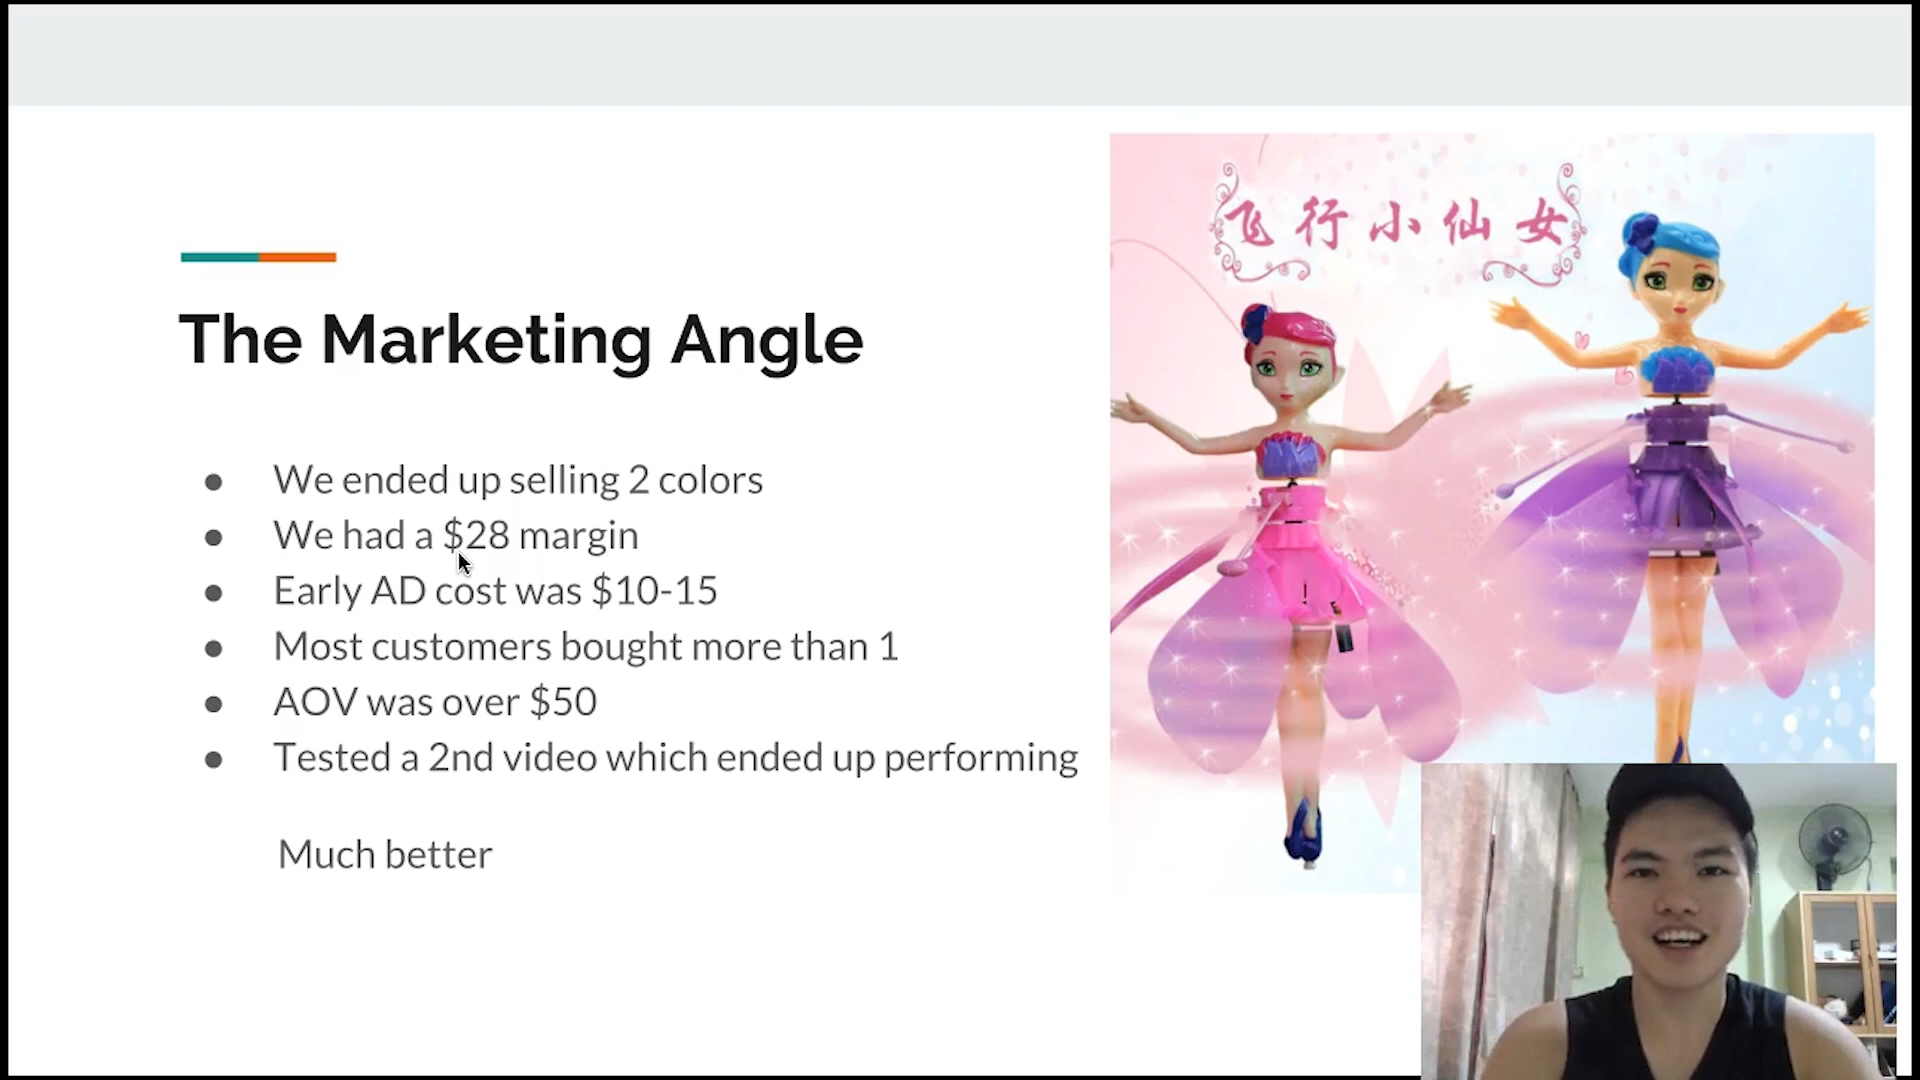 The Marketing Angle
● We ended up selling 2 colors
● We had a $28 margin
● Early AD cost was $10-15
● Most customers bought more than 1
● AOV was over $50
● Tested a 2nd video which ended up performing
Much better
飞行小仙女